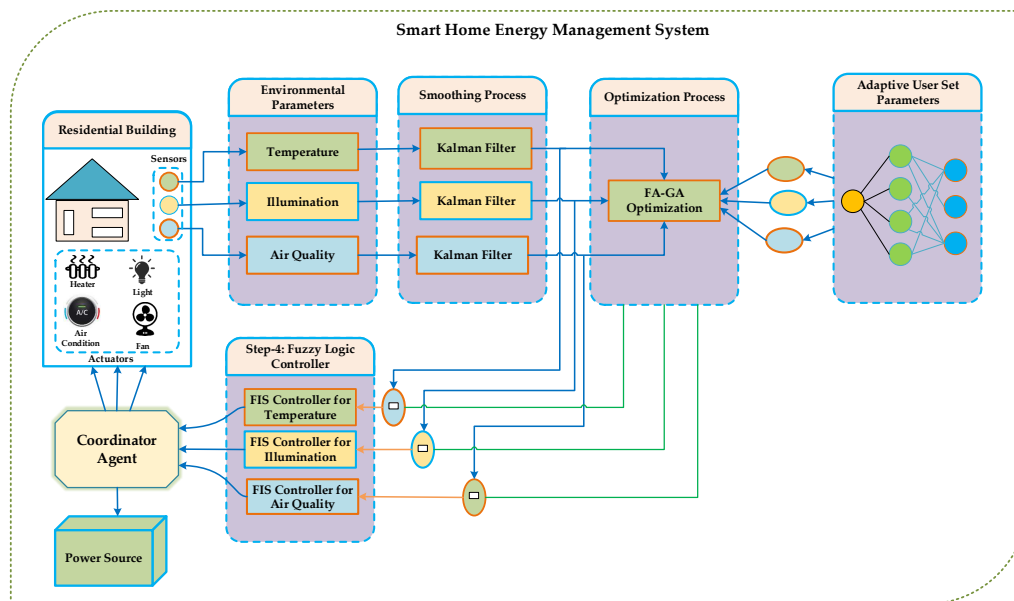 Smart Home Energy Management System
Residential Building
Sensors
Heater
Light
A/C
Air
Condition
Fan
Actuators
Environmental
Parameters
Temperature
Illumination
Air Quality
Smoothing Process
Kalman Filter
Kalman Filter
Kalman Filter
Optimization Process
FA-GA
Optimization
Adaptive User Set
Parameters
Step-4: Fuzzy Logic
Controller
FIS Controller for
Temperature
FIS Controller for
Illumination
FIS Controller for
Air Quality
Coordinator
Agent
Power Source